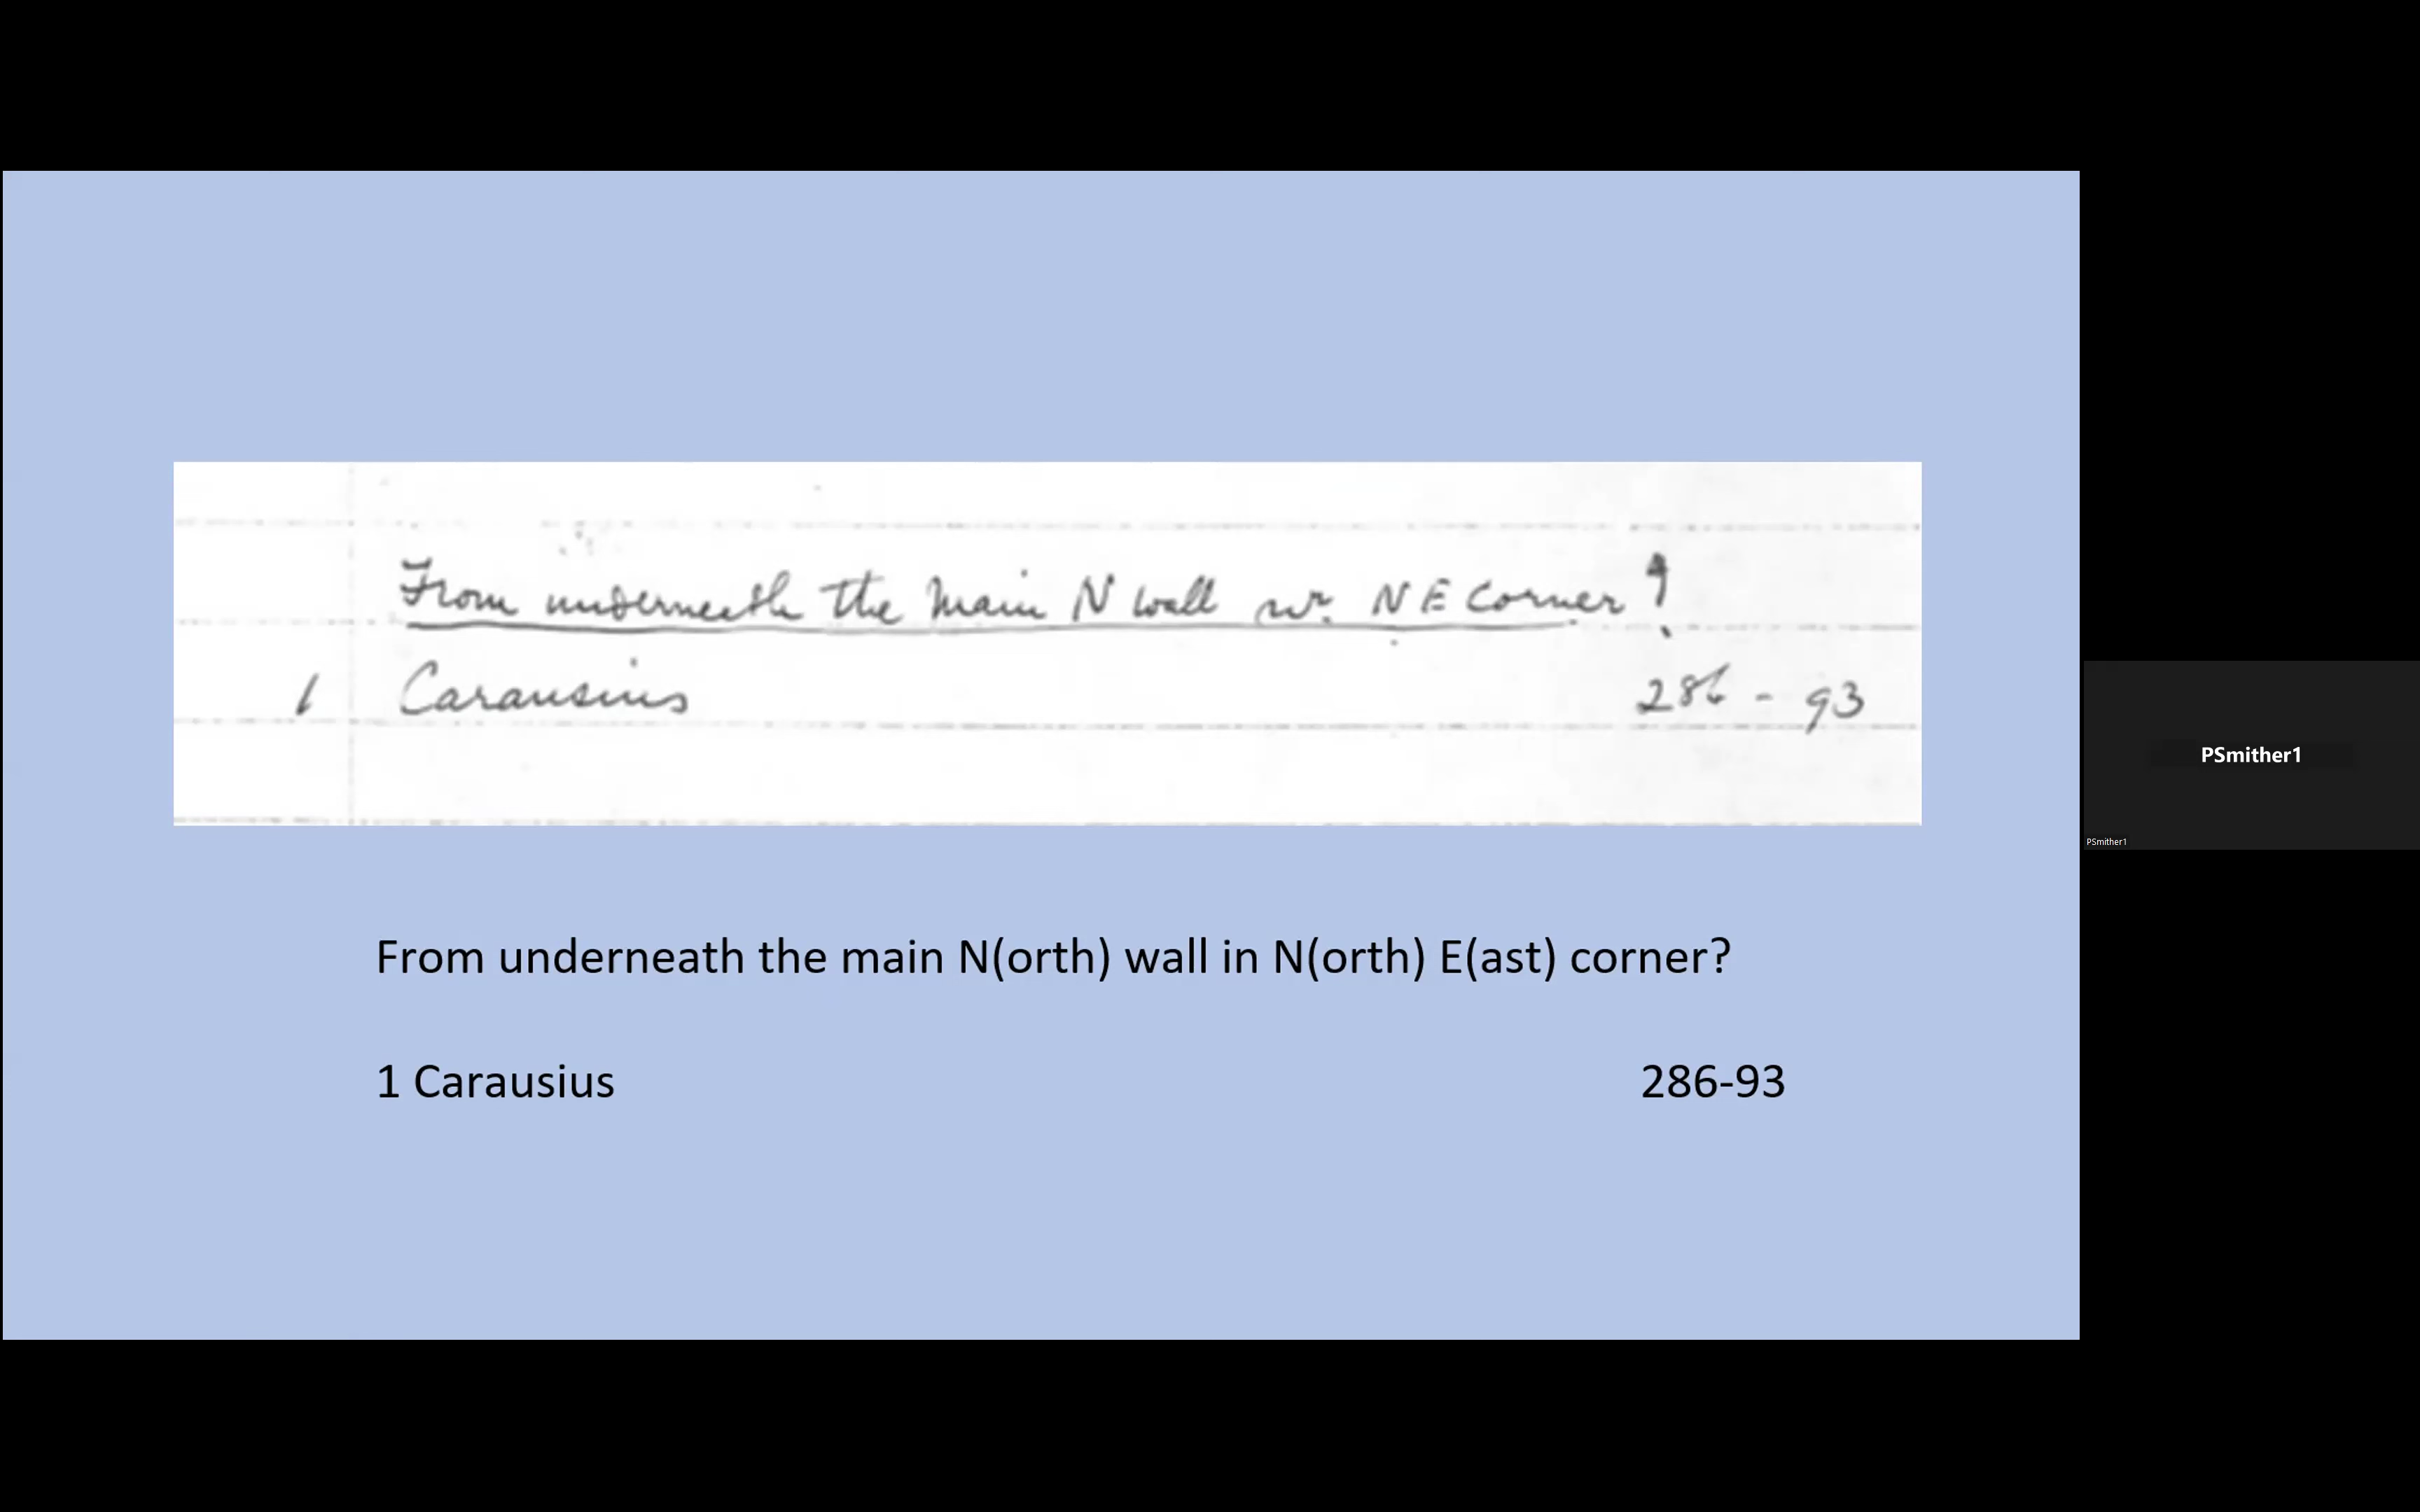 From underneath the main N wall nr. N E Corner ?
1 Carausius 286 - 93
From underneath the main N(orth) wall in N(orth) E(ast) corner?
1 Carausius 286-93
PSmither1
PSmither1